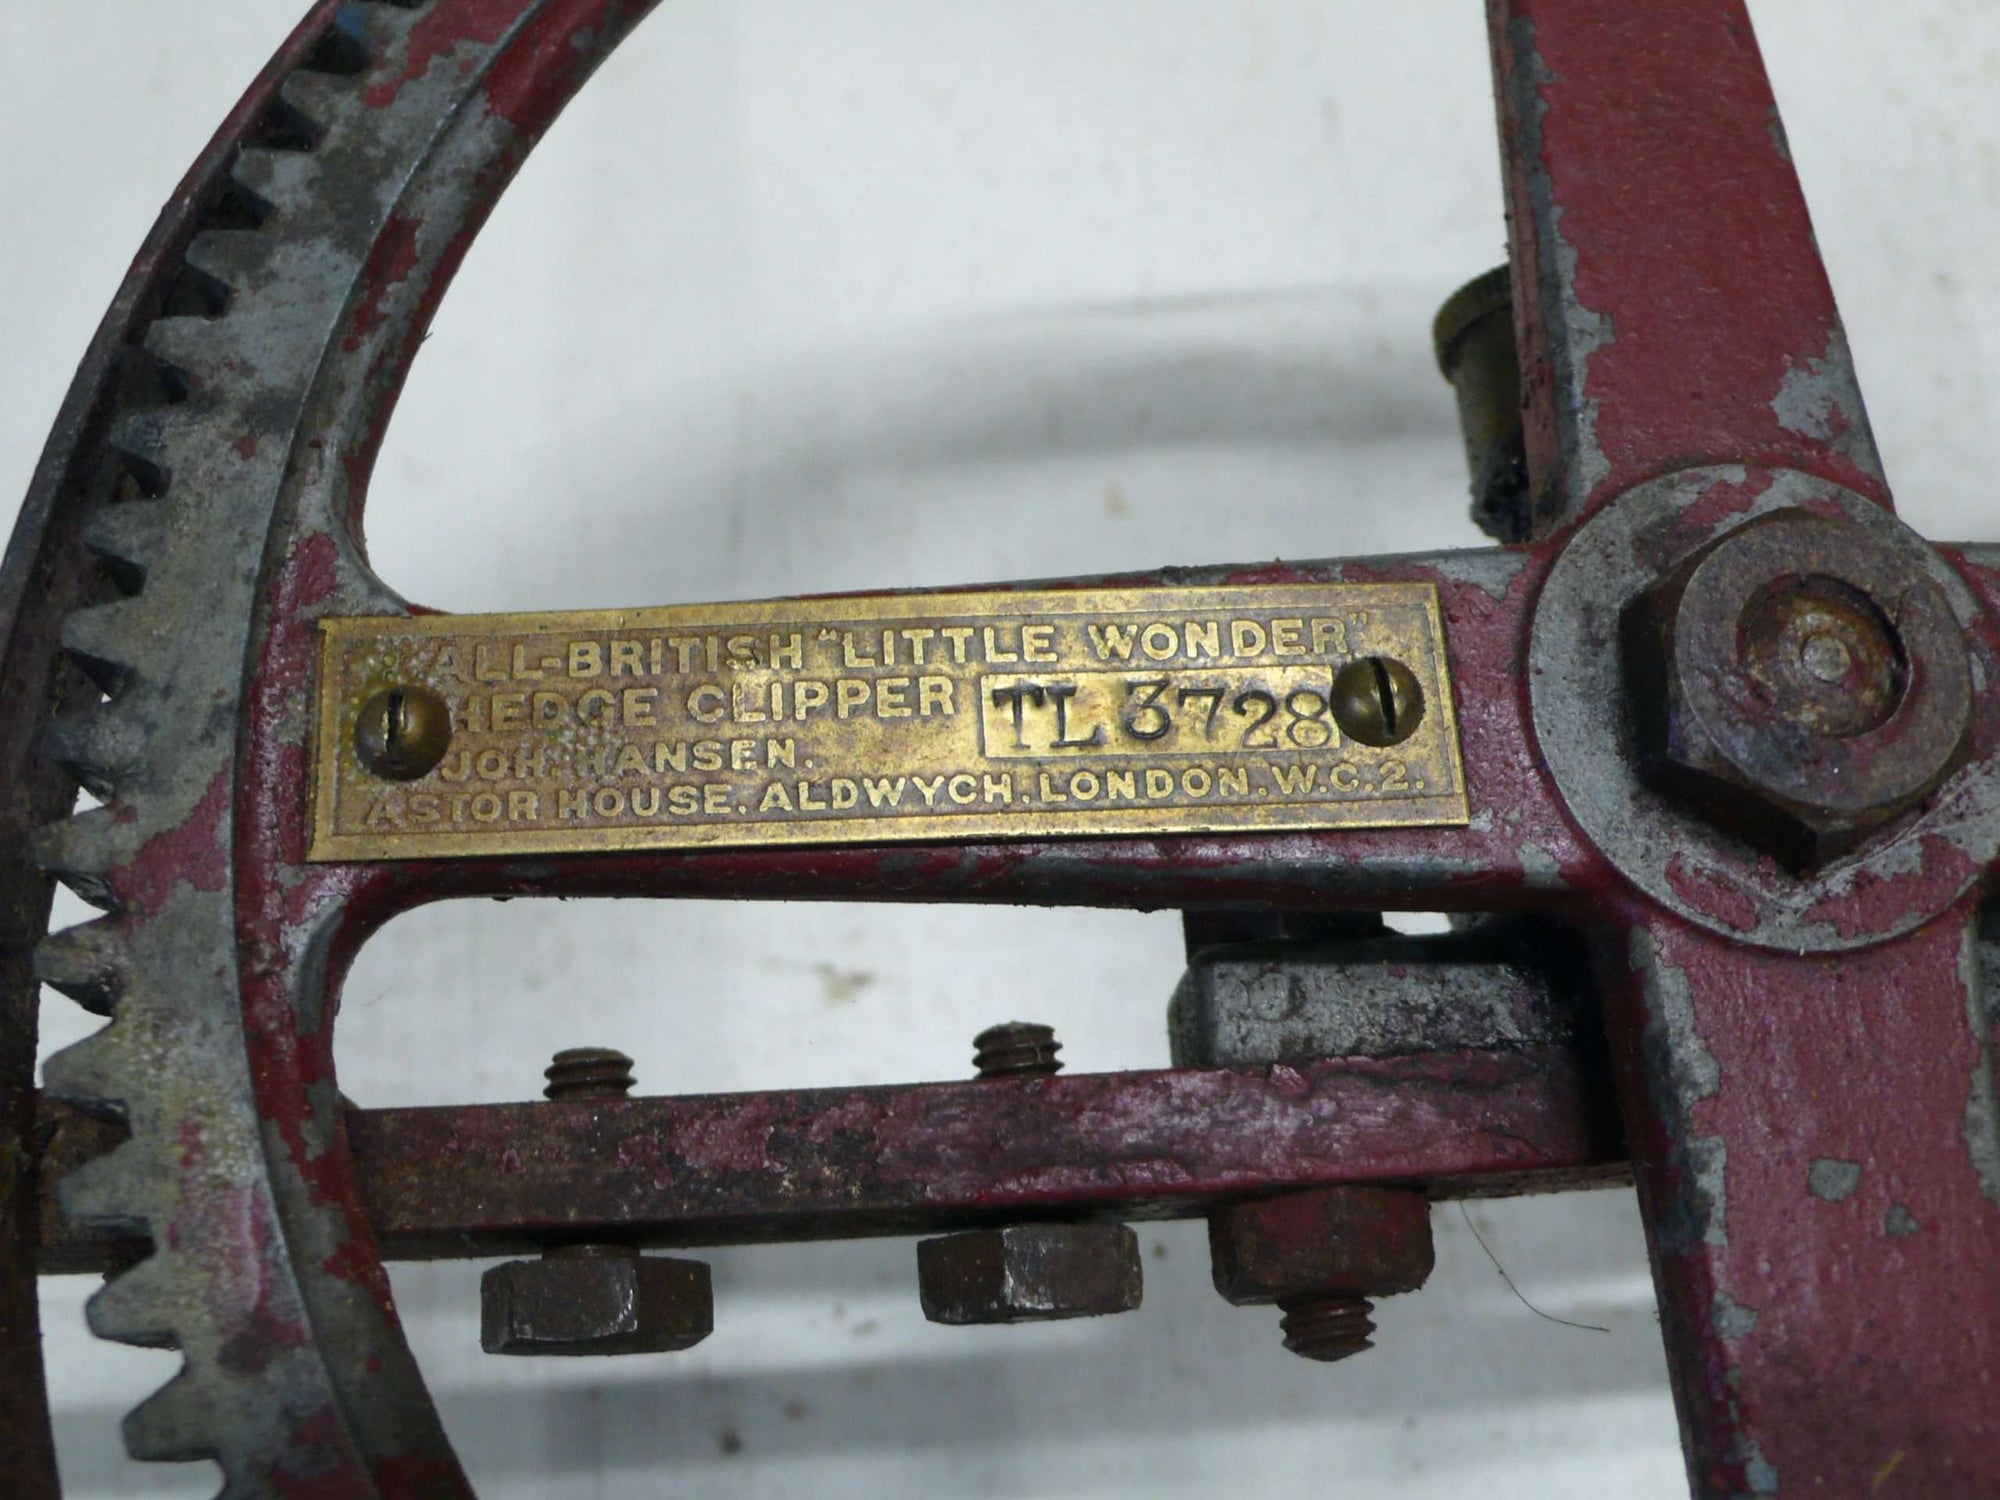 ALL-BRITISH "LITTLE WONDER"
HEDGE CLIPPER TL 3728
JOH. HANSEN.
ASTOR HOUSE. ALDWYCH. LONDON. W.C.2.